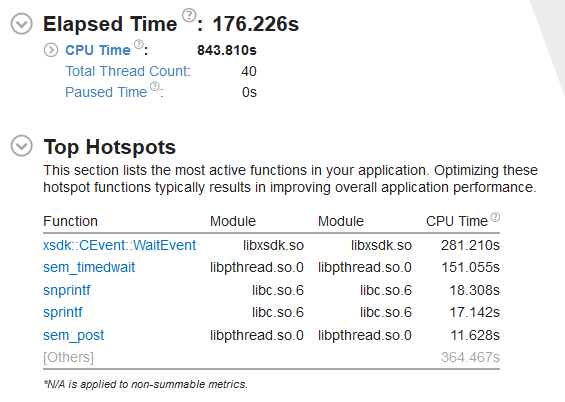 Elapsed Time ?: 176.226s
CPU Time ?: 843.810s
Total Thread Count: 40
Paused Time ?: 0s
Top Hotspots
This section lists the most active functions in your application. Optimizing these
hotspot functions typically results in improving overall application performance.
Function Module Module CPU Time ?
xsdk::CEvent::WaitEvent libxsdk.so libxsdk.so 281.210s
sem_timedwait libpthread.so.0 libpthread.so.0 151.055s
snprintf libc.so.6 libc.so.6 18.308s
sprintf libc.so.6 libc.so.6 17.142s
sem_post libpthread.so.0 libpthread.so.0 11.628s
[Others] 364.467s
*N/A is applied to non-summable metrics.